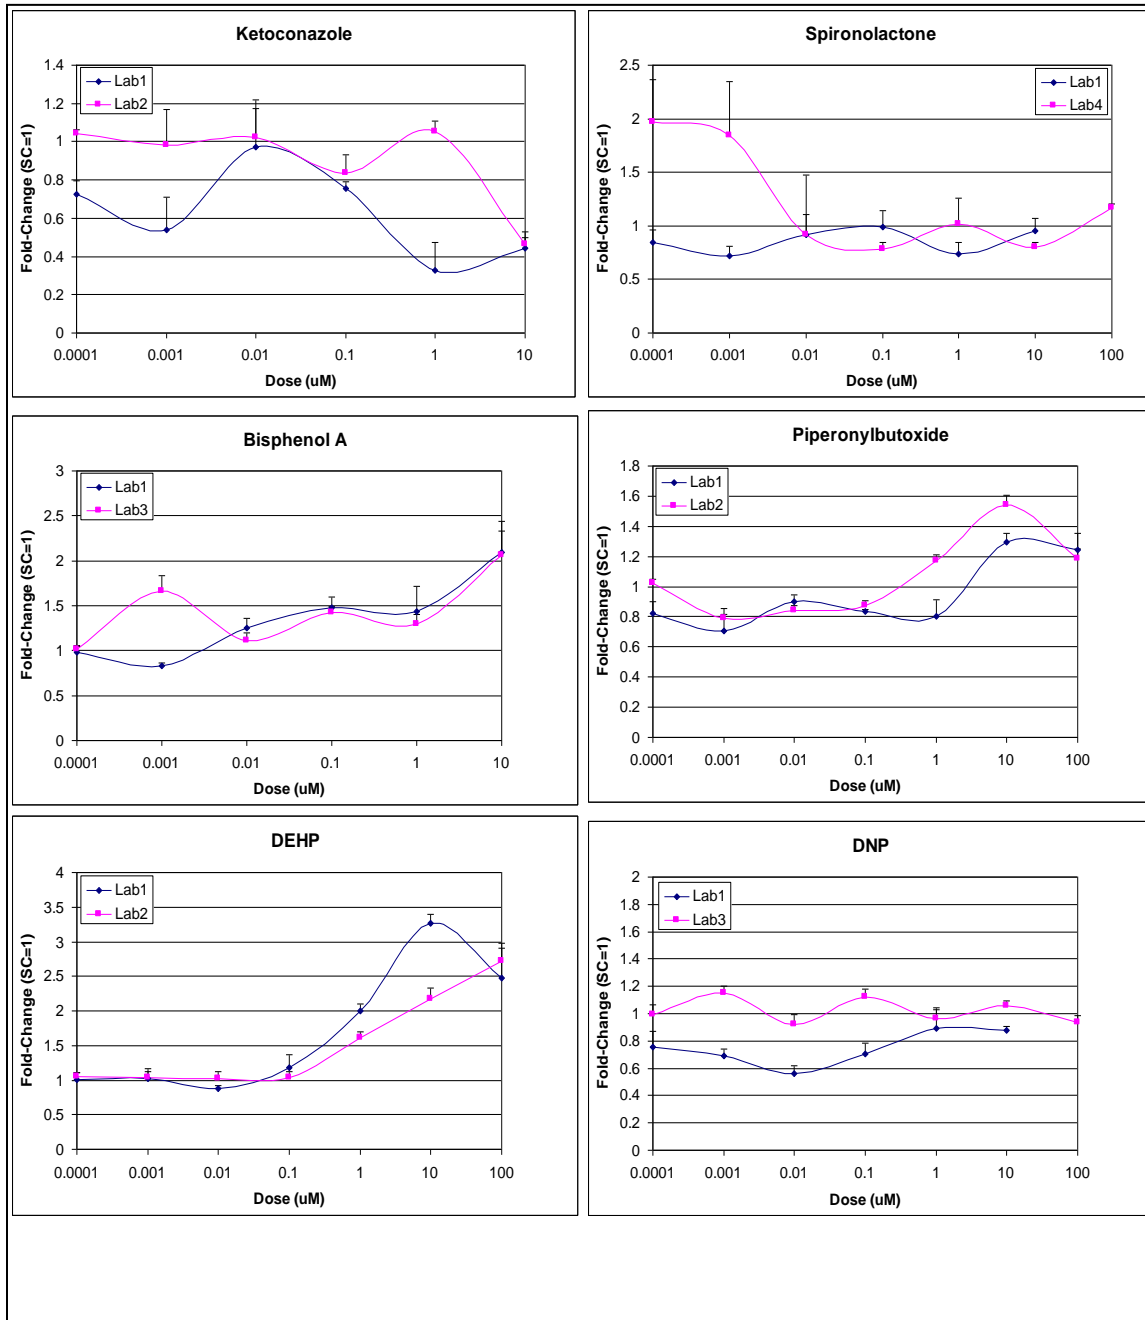 Ketoconazole
Fold-Change (SC=1)
1.4
1.2
1
0.8
0.6
0.4
0.2
0
Lab1
Lab2
0.0001 0.001 0.01 0.1 1 10
Dose (uM)
Spironolactone
Fold-Change (SC=1)
2.5
2
1.5
1
0.5
0
Lab1
Lab4
0.0001 0.001 0.01 0.1 1 10 100
Dose (uM)
Bisphenol A
Fold-Change (SC=1)
3
2.5
2
1.5
1
0.5
0
Lab1
Lab3
0.0001 0.001 0.01 0.1 1 10
Dose (uM)
Piperonylbutoxide
Fold-Change (SC=1)
1.8
1.6
1.4
1.2
1
0.8
0.6
0.4
0.2
0
Lab1
Lab2
0.0001 0.001 0.01 0.1 1 10 100
Dose (uM)
DEHP
Fold-Change (SC=1)
4
3.5
3
2.5
2
1.5
1
0.5
0
Lab1
Lab2
0.0001 0.001 0.01 0.1 1 10 100
Dose (uM)
DNP
Fold-Change (SC=1)
2
1.8
1.6
1.4
1.2
1
0.8
0.6
0.4
0.2
0
Lab1
Lab3
0.0001 0.001 0.01 0.1 1 10 100
Dose (uM)